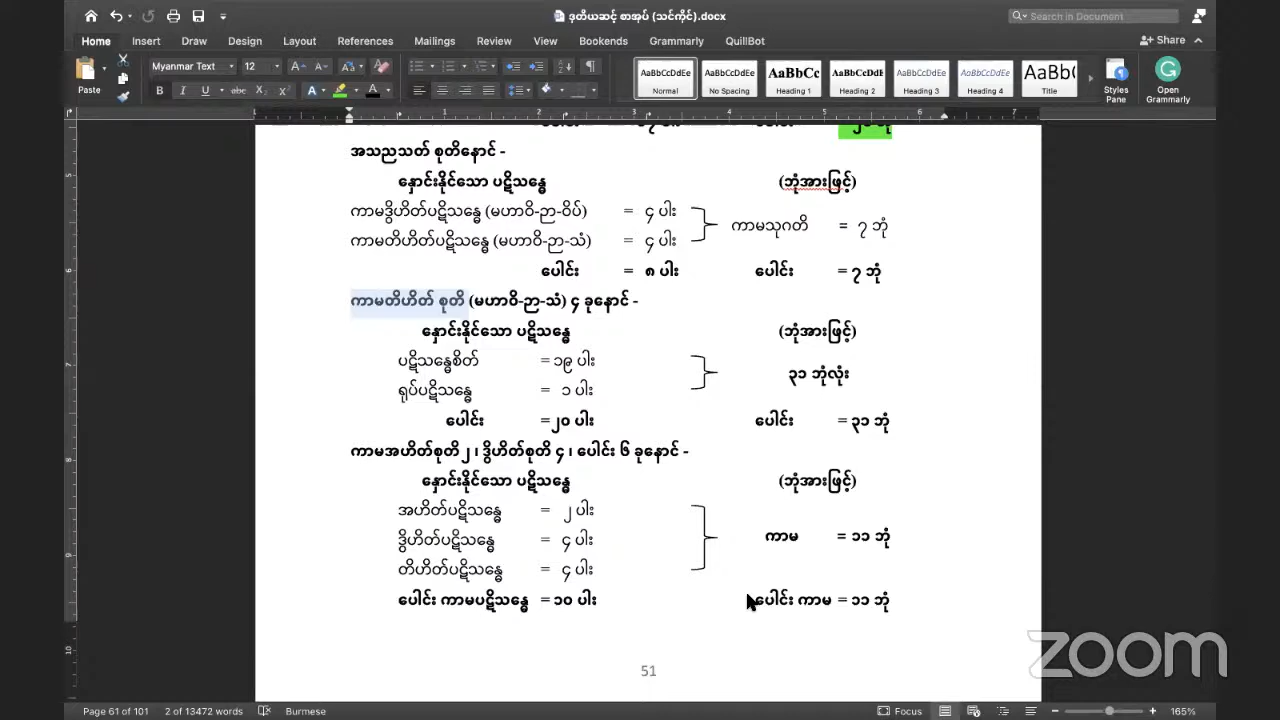 ဒုတိယဆင့် စာအုပ် (သင်ကိုင်).docx
Search in Document
Home Insert Draw Design Layout References Mailings Review View Bookends Grammarly QuillBot Share
Paste Myanmar Text 12
AaBbCcDdEe AaBbCcDdEe AaBbCc AaBbCcDdE AaBbCcDdEe AaBbCcDdEe AaBb(
Normal No Spacing Heading 1 Heading 2 Heading 3 Heading 4 Title Styles Pane Open Grammarly
အသညသတ် စုတိနောင် -
နှောင်းနိုင်သော ပဋိသန္ဓေ (ဘုံအားဖြင့်)
ကာမဒွိဟိတ်ပဋိသန္ဓေ (မဟာဝိ-ဉာ-ဝိပ်) = ၄ ပါး ကာမသုဂတိ = ၇ ဘုံ
ကာမတိဟိတ်ပဋိသန္ဓေ (မဟာဝိ-ဉာ-သံ) = ၄ ပါး
ပေါင်း = ၈ ပါး ပေါင်း = ၇ ဘုံ
ကာမတိဟိတ် စုတိ (မဟာဝိ-ဉာ-သံ) ၄ ခုနောင် -
နှောင်းနိုင်သော ပဋိသန္ဓေ (ဘုံအားဖြင့်)
ပဋိသန္ဓေစိတ် = ၁၉ ပါး ၃၁ ဘုံလုံး
ရုပ်ပဋိသန္ဓေ = ၁ ပါး
ပေါင်း = ၂၀ ပါး ပေါင်း = ၃၁ ဘုံ
ကာမအဟိတ်စုတိ ၂ ၊ ဒွိဟိတ်စုတိ ၄ ၊ ပေါင်း ၆ ခုနောင် -
နှောင်းနိုင်သော ပဋိသန္ဓေ (ဘုံအားဖြင့်)
အဟိတ်ပဋိသန္ဓေ = ၂ ပါး
ဒွိဟိတ်ပဋိသန္ဓေ = ၄ ပါး ကာမ = ၁၁ ဘုံ
တိဟိတ်ပဋိသန္ဓေ = ၄ ပါး
ပေါင်း ကာမပဋိသန္ဓေ = ၁၀ ပါး ပေါင်း ကာမ = ၁၁ ဘုံ
51
zoom
Page 61 of 101 2 of 13472 words Burmese Focus 165%